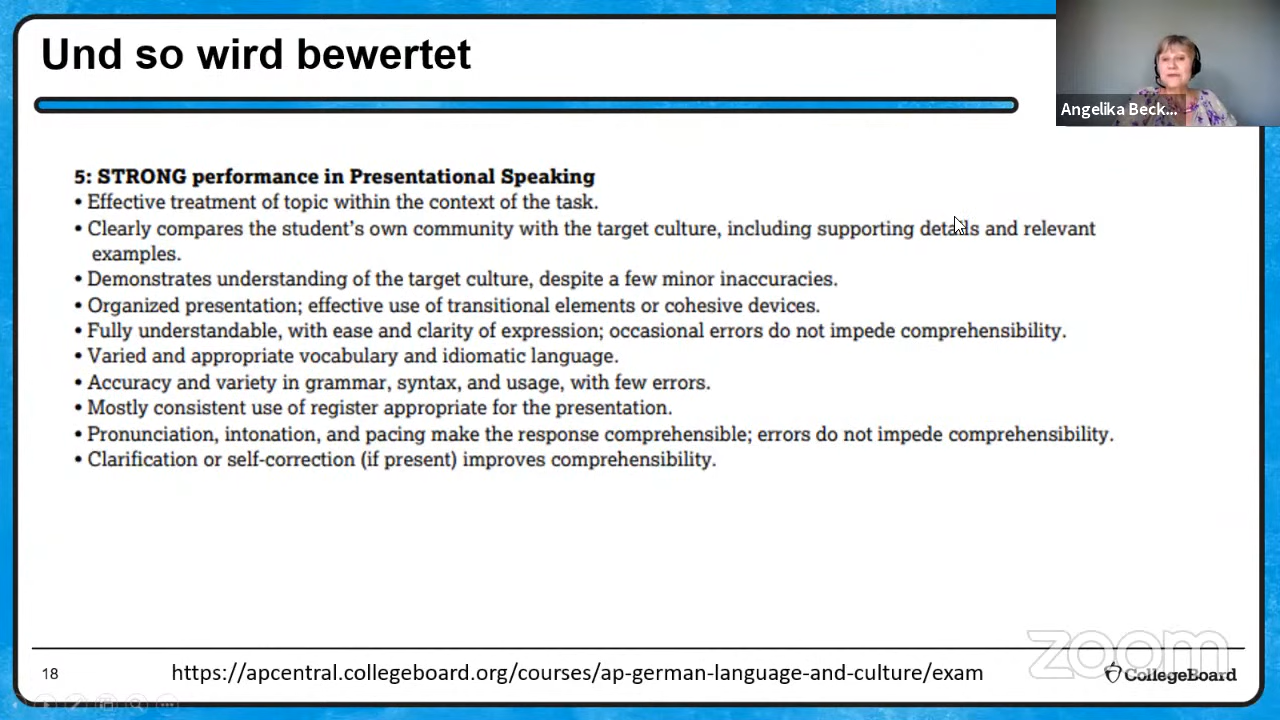 Und so wird bewertet
Angelika Beck...
5: STRONG performance in Presentational Speaking
• Effective treatment of topic within the context of the task.
• Clearly compares the student's own community with the target culture, including supporting details and relevant
examples.
• Demonstrates understanding of the target culture, despite a few minor inaccuracies.
• Organized presentation; effective use of transitional elements or cohesive devices.
• Fully understandable, with ease and clarity of expression; occasional errors do not impede comprehensibility.
• Varied and appropriate vocabulary and idiomatic language.
• Accuracy and variety in grammar, syntax, and usage, with few errors.
• Mostly consistent use of register appropriate for the presentation.
• Pronunciation, intonation, and pacing make the response comprehensible; errors do not impede comprehensibility.
• Clarification or self-correction (if present) improves comprehensibility.
zoom
18
https://apcentral.collegeboard.org/courses/ap-german-language-and-culture/exam
CollegeBoard